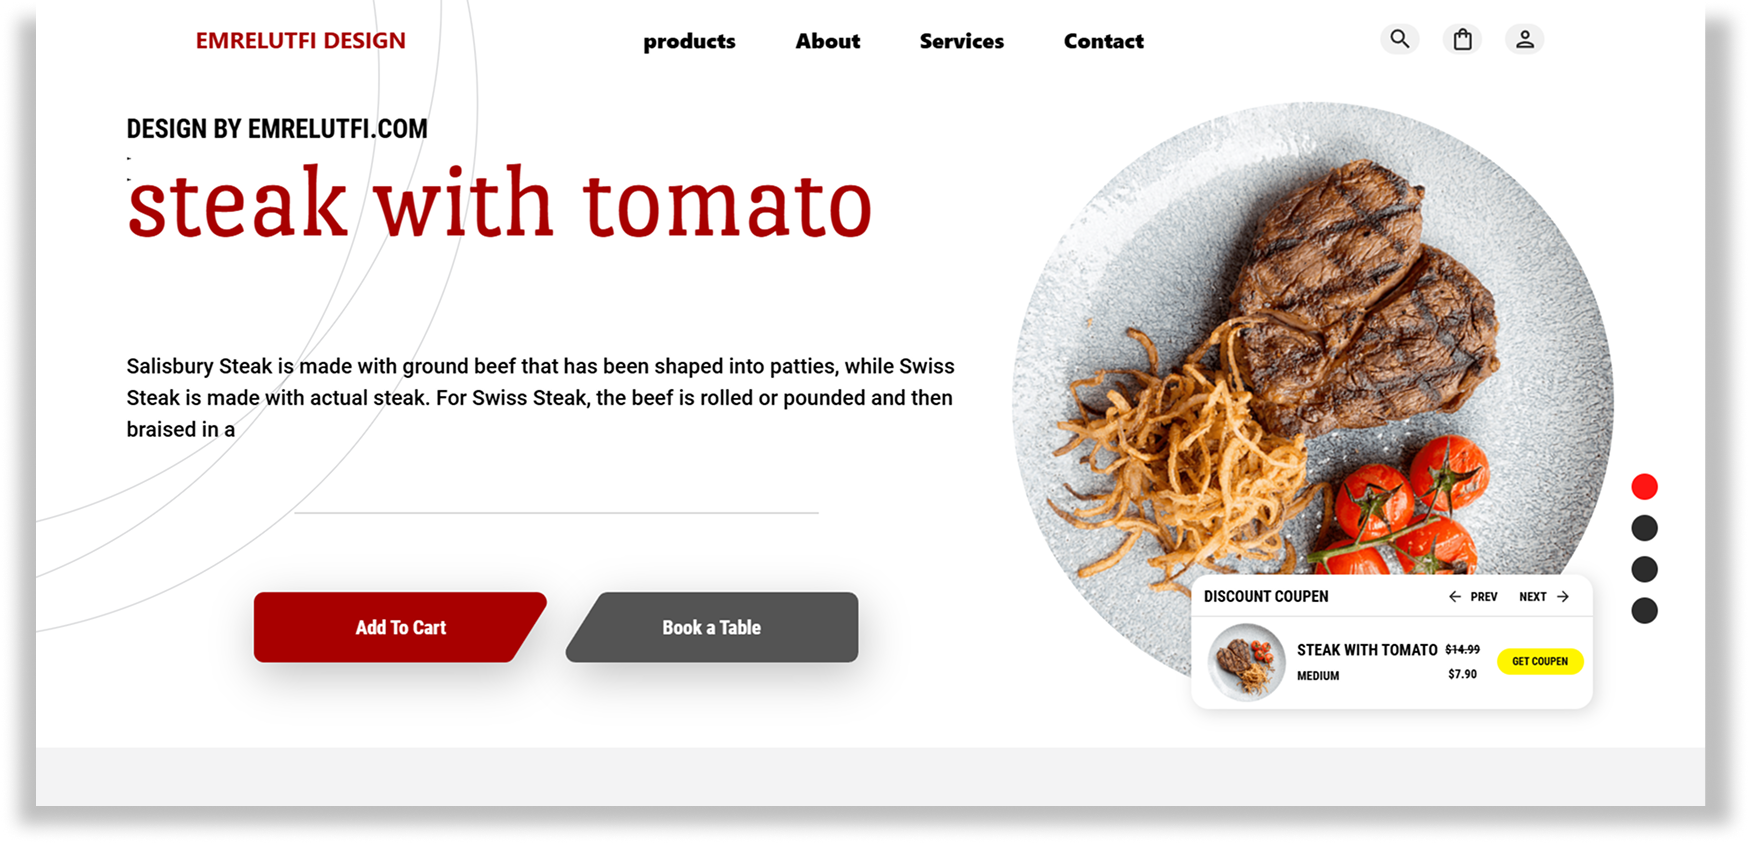 EMRELUTFI DESIGN
products About Services Contact
DESIGN BY EMRELUTFI.COM
steak with tomato
Salisbury Steak is made with ground beef that has been shaped into patties, while Swiss
Steak is made with actual steak. For Swiss Steak, the beef is rolled or pounded and then
braised in a
Add To Cart
Book a Table
DISCOUNT COUPEN
PREV NEXT
STEAK WITH TOMATO $14.99
MEDIUM $7.90
GET COUPEN